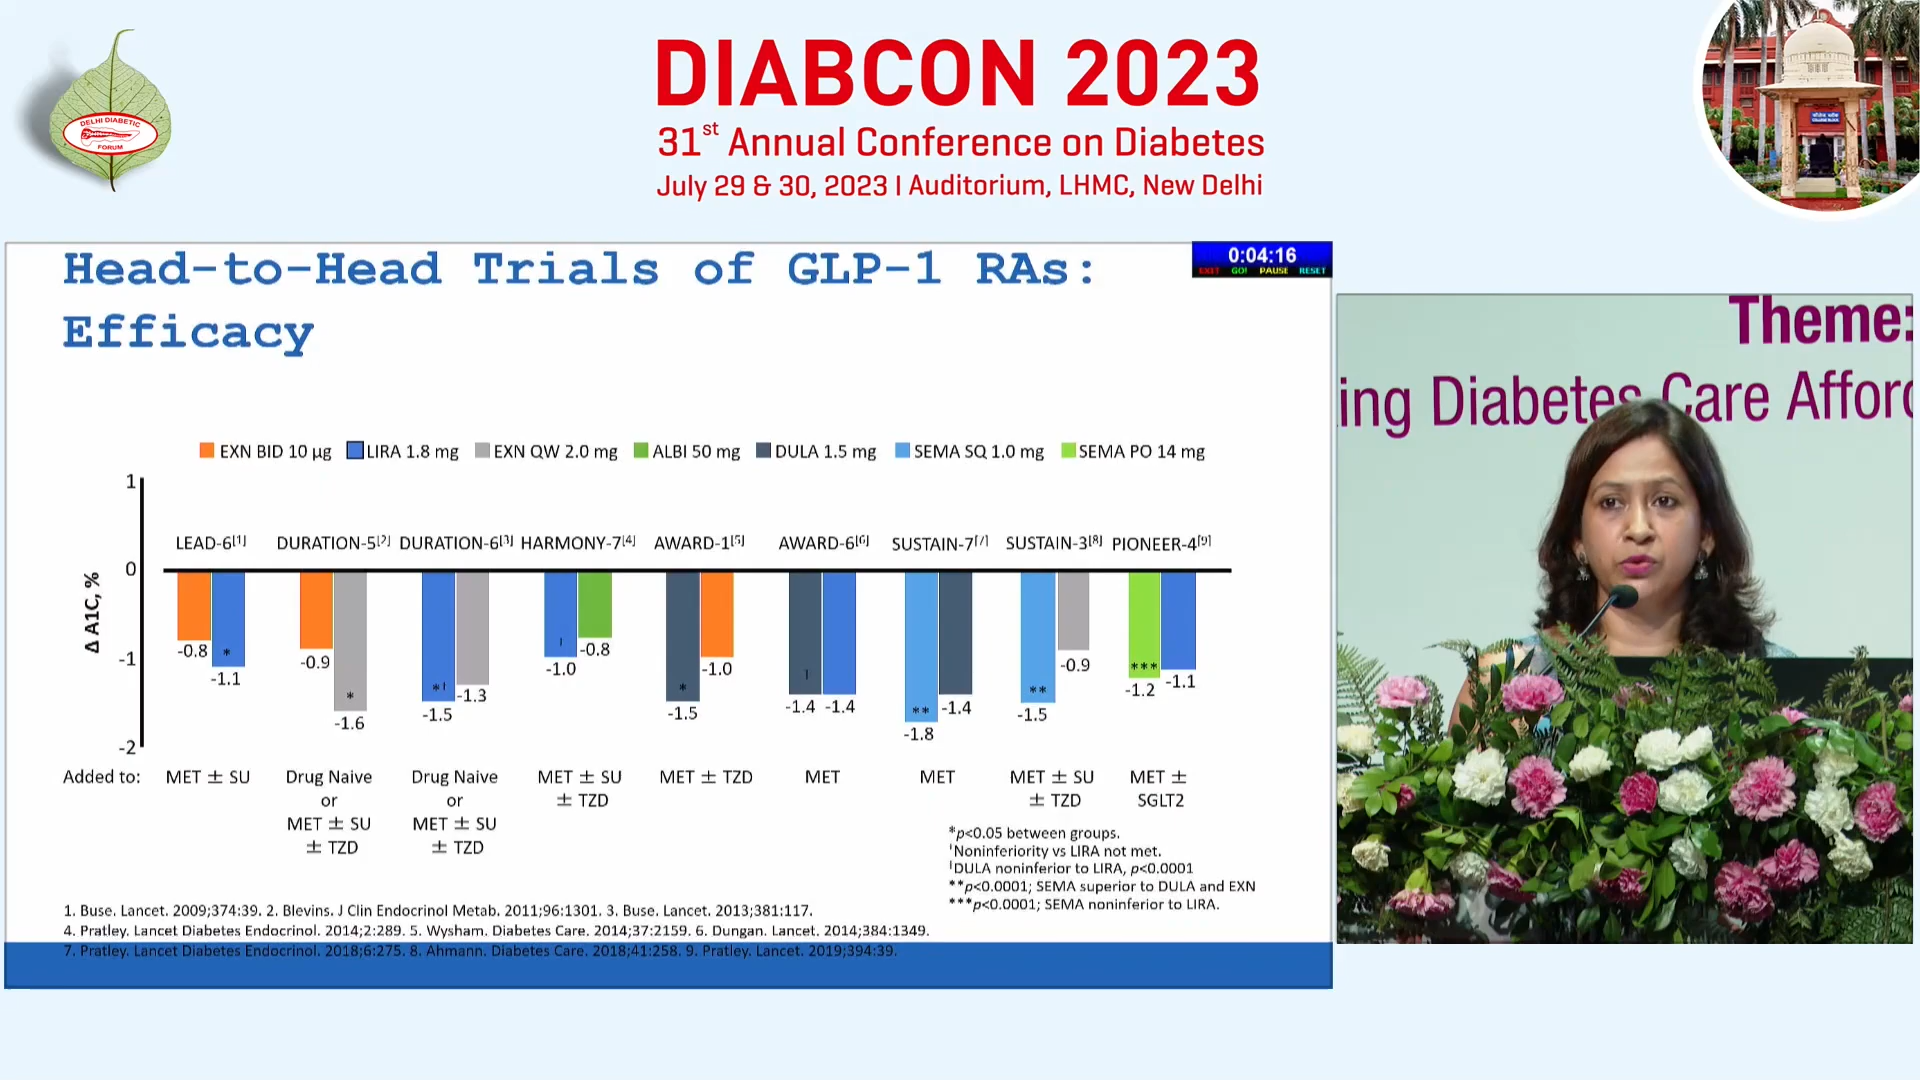 DELHI DIABETIC
FORUM
DIABCON 2023
31st Annual Conference on Diabetes
July 29 & 30, 2023 | Auditorium, LHMC, New Delhi
Head-to-Head Trials of GLP-1 RAs:
Efficacy
0:04:16
EXIT GO! PAUSE RESET
EXN BID 10 µg LIRA 1.8 mg EXN QW 2.0 mg ALBI 50 mg DULA 1.5 mg SEMA SQ 1.0 mg SEMA PO 14 mg
1
LEAD-6[1] DURATION-5[2] DURATION-6[3] HARMONY-7[4] AWARD-1[5] AWARD-6[6] SUSTAIN-7[7] SUSTAIN-3[8] PIONEER-4[9]
0
Δ A1C, %
-1
-2
-0.8 * -1.1
-0.9 * -1.6
*ᴵ -1.5 -1.3
ᴵ -1.0 -0.8
* -1.5 -1.0
ᴵ -1.4 -1.4
** -1.8 -1.4
** -1.5 -0.9
*** -1.2 -1.1
Added to: MET ± SU
Drug Naive
or
MET ± SU
± TZD
Drug Naive
or
MET ± SU
± TZD
MET ± SU
± TZD
MET ± TZD
MET
MET
MET ± SU
± TZD
MET ±
SGLT2
*p<0.05 between groups.
ᴵNoninferiority vs LIRA not met.
ᴵDULA noninferior to LIRA, p<0.0001
**p<0.0001; SEMA superior to DULA and EXN
***p<0.0001; SEMA noninferior to LIRA.
1. Buse. Lancet. 2009;374:39. 2. Blevins. J Clin Endocrinol Metab. 2011;96:1301. 3. Buse. Lancet. 2013;381:117.
4. Pratley. Lancet Diabetes Endocrinol. 2014;2:289. 5. Wysham. Diabetes Care. 2014;37:2159. 6. Dungan. Lancet. 2014;384:1349.
7. Pratley. Lancet Diabetes Endocrinol. 2018;6:275. 8. Ahmann. Diabetes Care. 2018;41:258. 9. Pratley. Lancet. 2019;394:39.
Theme:
ing Diabetes Care Afford